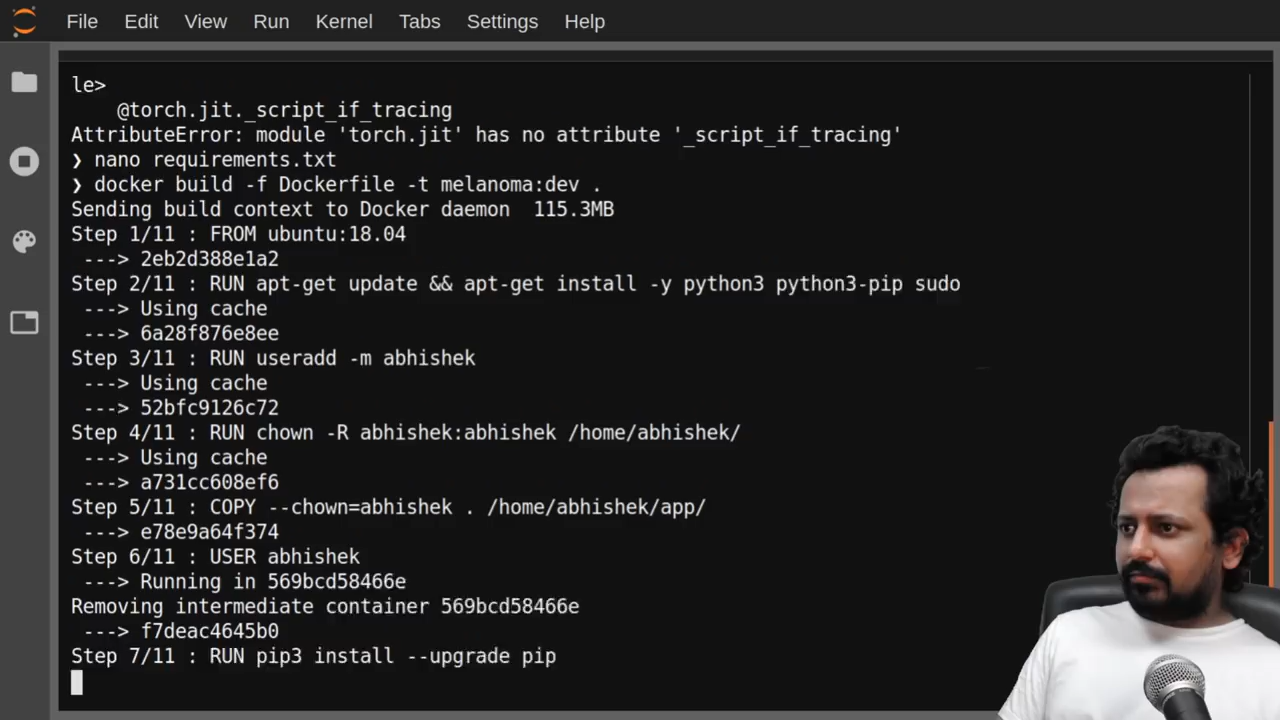 File Edit View Run Kernel Tabs Settings Help
le>
@torch.jit._script_if_tracing
AttributeError: module 'torch.jit' has no attribute '_script_if_tracing'
❯ nano requirements.txt
❯ docker build -f Dockerfile -t melanoma:dev .
Sending build context to Docker daemon  115.3MB
Step 1/11 : FROM ubuntu:18.04
---> 2eb2d388e1a2
Step 2/11 : RUN apt-get update && apt-get install -y python3 python3-pip sudo
---> Using cache
---> 6a28f876e8ee
Step 3/11 : RUN useradd -m abhishek
---> Using cache
---> 52bfc9126c72
Step 4/11 : RUN chown -R abhishek:abhishek /home/abhishek/
---> Using cache
---> a731cc608ef6
Step 5/11 : COPY --chown=abhishek . /home/abhishek/app/
---> e78e9a64f374
Step 6/11 : USER abhishek
---> Running in 569bcd58466e
Removing intermediate container 569bcd58466e
---> f7deac4645b0
Step 7/11 : RUN pip3 install --upgrade pip